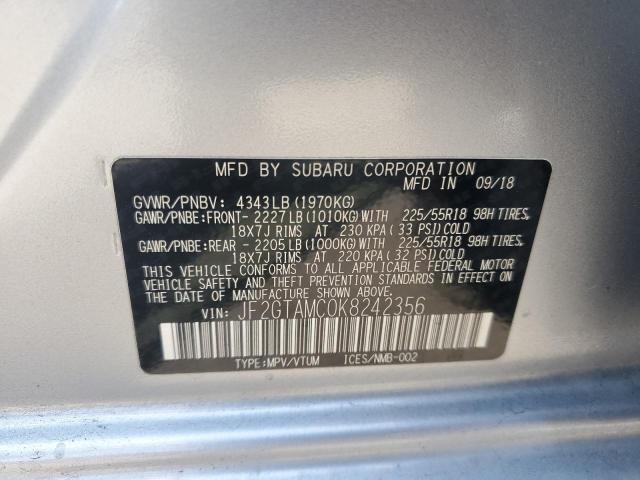 MFD BY SUBARU CORPORATION
MFD IN 09/18
GVWR/PNBV: 4343LB(1970KG)
GAWR/PNBE:FRONT- 2227LB(1010KG)WITH 225/55R18 98H TIRES,
18X7J RIMS AT 230 KPA(33 PSI)COLD
GAWR/PNBE:REAR - 2205LB(1000KG)WITH 225/55R18 98H TIRES,
18X7J RIMS AT 220 KPA(32 PSI)COLD
THIS VEHICLE CONFORMS TO ALL APPLICABLE FEDERAL MOTOR
VEHICLE SAFETY AND THEFT PREVENTION STANDARDS IN EFFECT ON
THE DATE OF MANUFACTURE SHOWN ABOVE.
VIN: JF2GTAMC0K8242356
TYPE:MPV/VTUM ICES/NMB-002